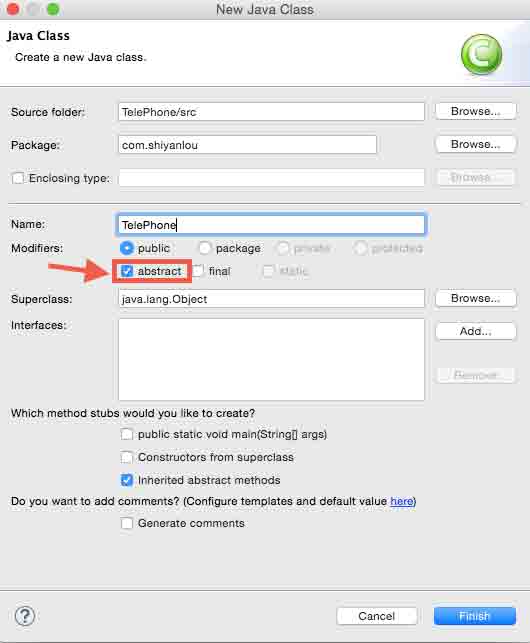 New Java Class
Java Class
Create a new Java class.
C
Source folder: TelePhone/src Browse...
Package: com.shiyanlou Browse...
Enclosing type: Browse...
Name: TelePhone
Modifiers: public package private protected
abstract final static
Superclass: java.lang.Object Browse...
Interfaces: Add...
Remove
Which method stubs would you like to create?
public static void main(String[] args)
Constructors from superclass
Inherited abstract methods
Do you want to add comments? (Configure templates and default value here)
Generate comments
? Cancel Finish